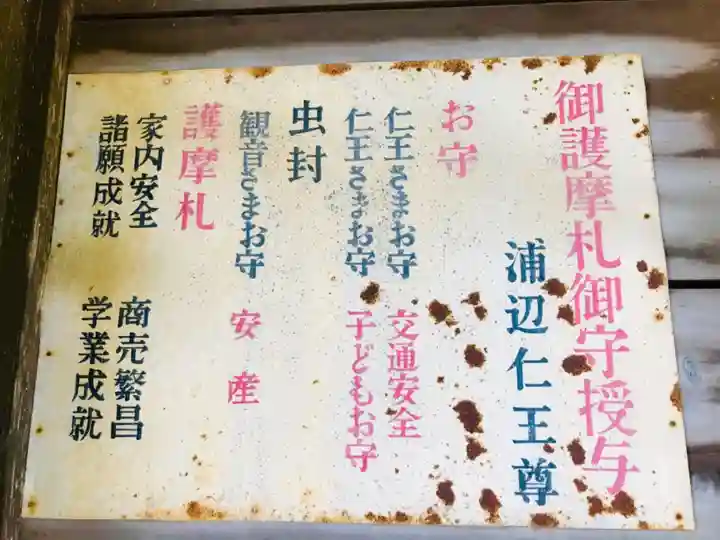 御護摩札御守授与
浦辺仁王尊
お守
仁王さまお守 交通安全
仁王さまお守 子どもお守
虫封
観音さまお守 安産
護摩札
家内安全 商売繁昌
諸願成就 学業成就